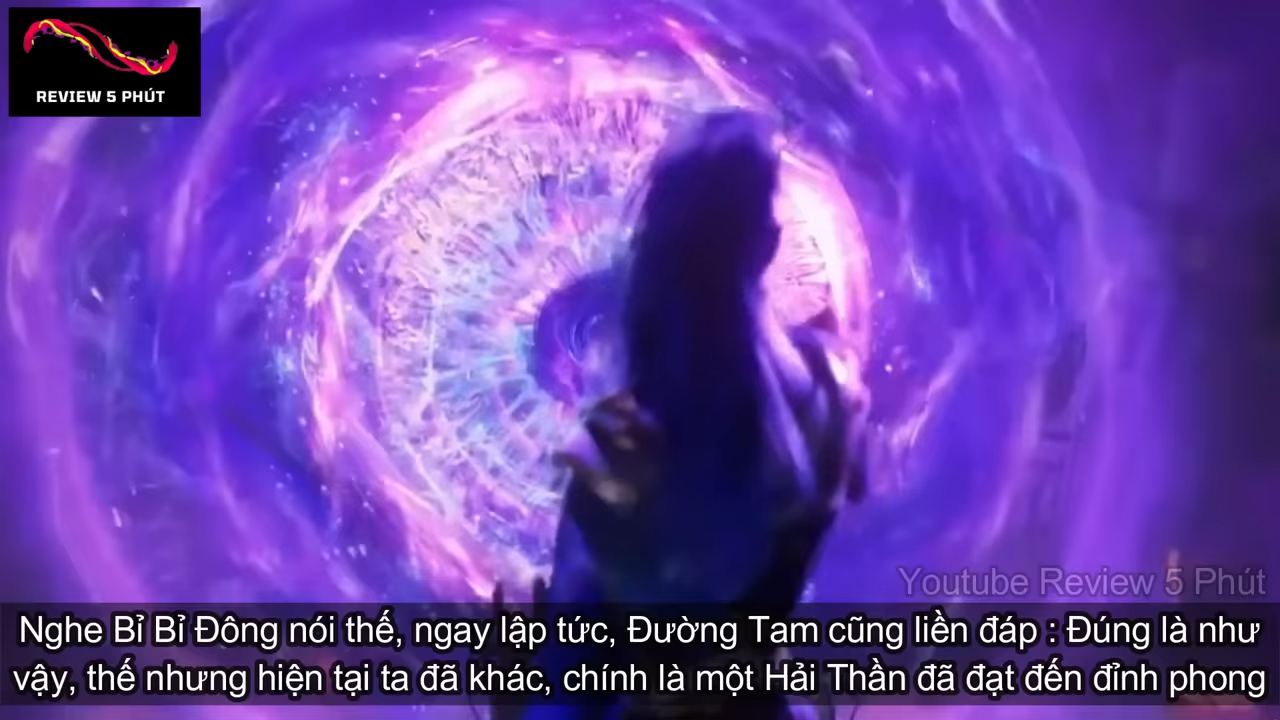 REVIEW 5 PHÚT
Youtube Review 5 Phút
Nghe Bỉ Bỉ Đông nói thế, ngay lập tức, Đường Tam cũng liền đáp : Đúng là như
vậy, thế nhưng hiện tại ta đã khác, chính là một Hải Thần đã đạt đến đỉnh phong